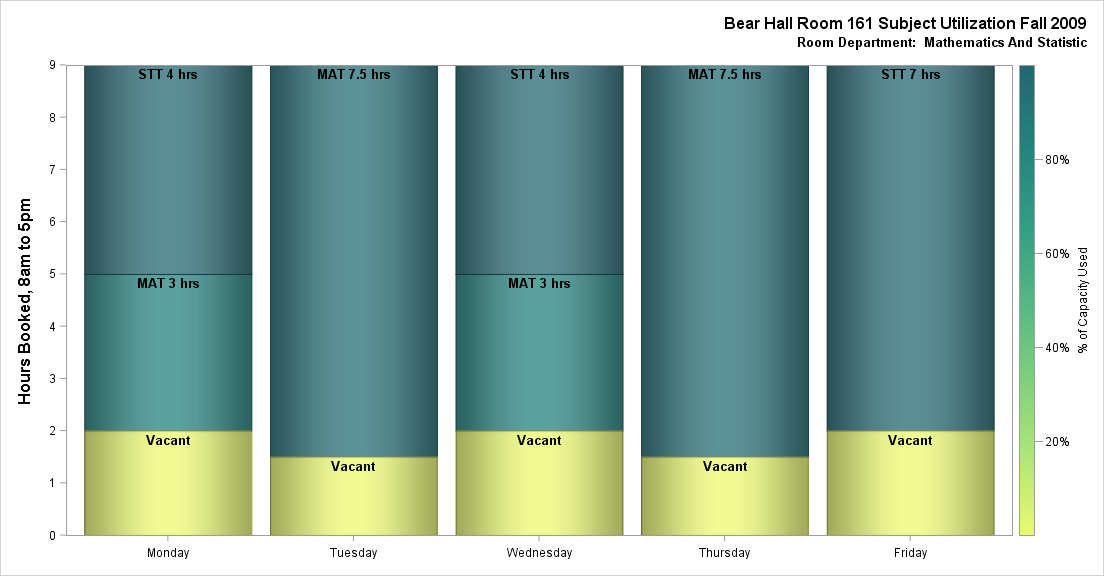 Bear Hall Room 161 Subject Utilization Fall 2009
Room Department: Mathematics And Statistic
Hours Booked, 8am to 5pm
9
8
7
6
5
4
3
2
1
0
STT 4 hrs
MAT 3 hrs
Vacant
MAT 7.5 hrs
Vacant
STT 4 hrs
MAT 3 hrs
Vacant
MAT 7.5 hrs
Vacant
STT 7 hrs
Vacant
Monday
Tuesday
Wednesday
Thursday
Friday
80%
60%
40%
20%
% of Capacity Used